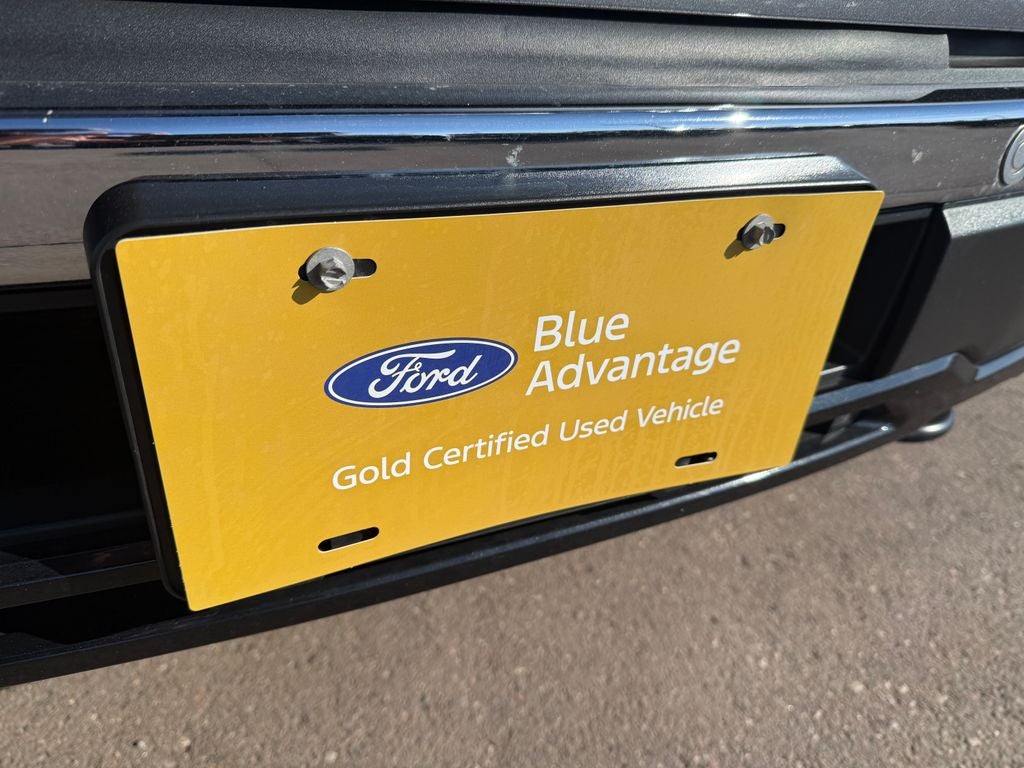 Ford
Blue
Advantage
Gold Certified Used Vehicle